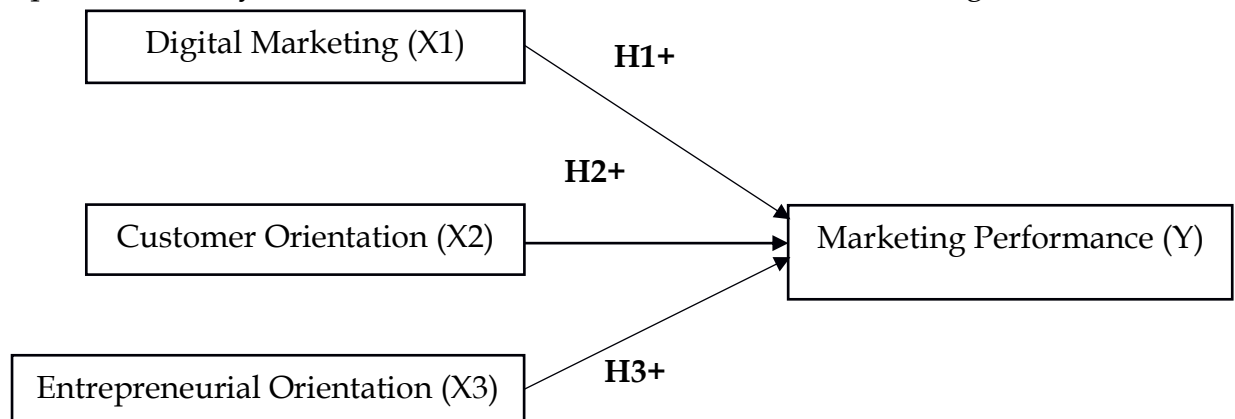 Digital Marketing (X1)
H1+
H2+
Customer Orientation (X2)
Marketing Performance (Y)
H3+
Entrepreneurial Orientation (X3)